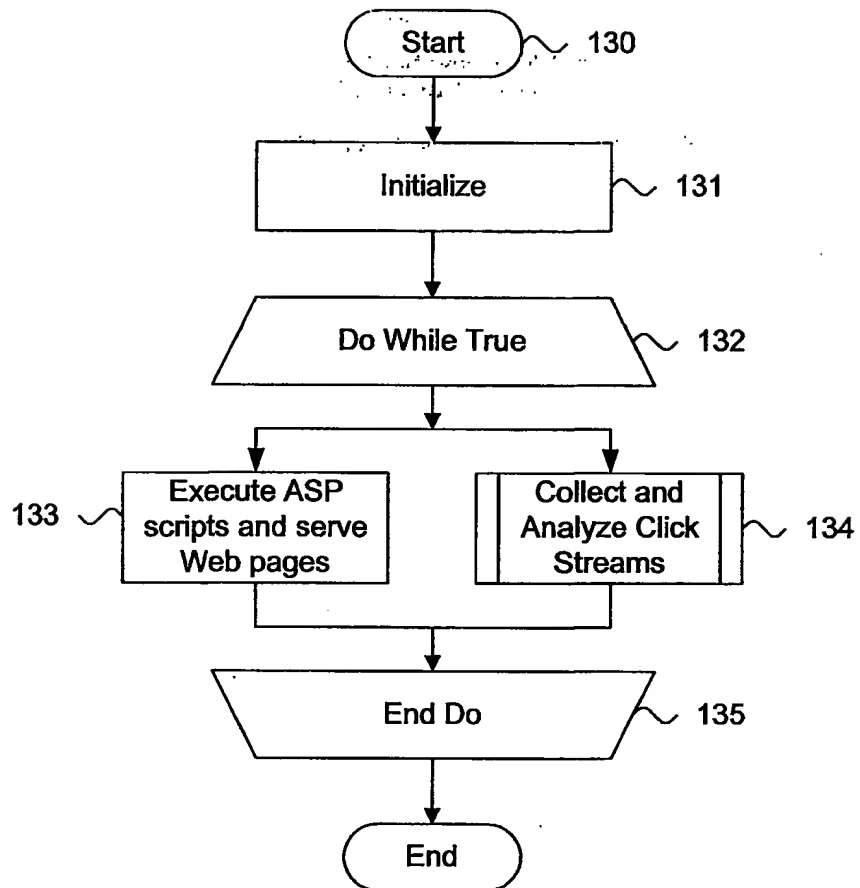 Start
130
Initialize
131
Do While True
132
133
Execute ASP
scripts and serve
Web pages
Collect and
Analyze Click
Streams
134
End Do
135
End